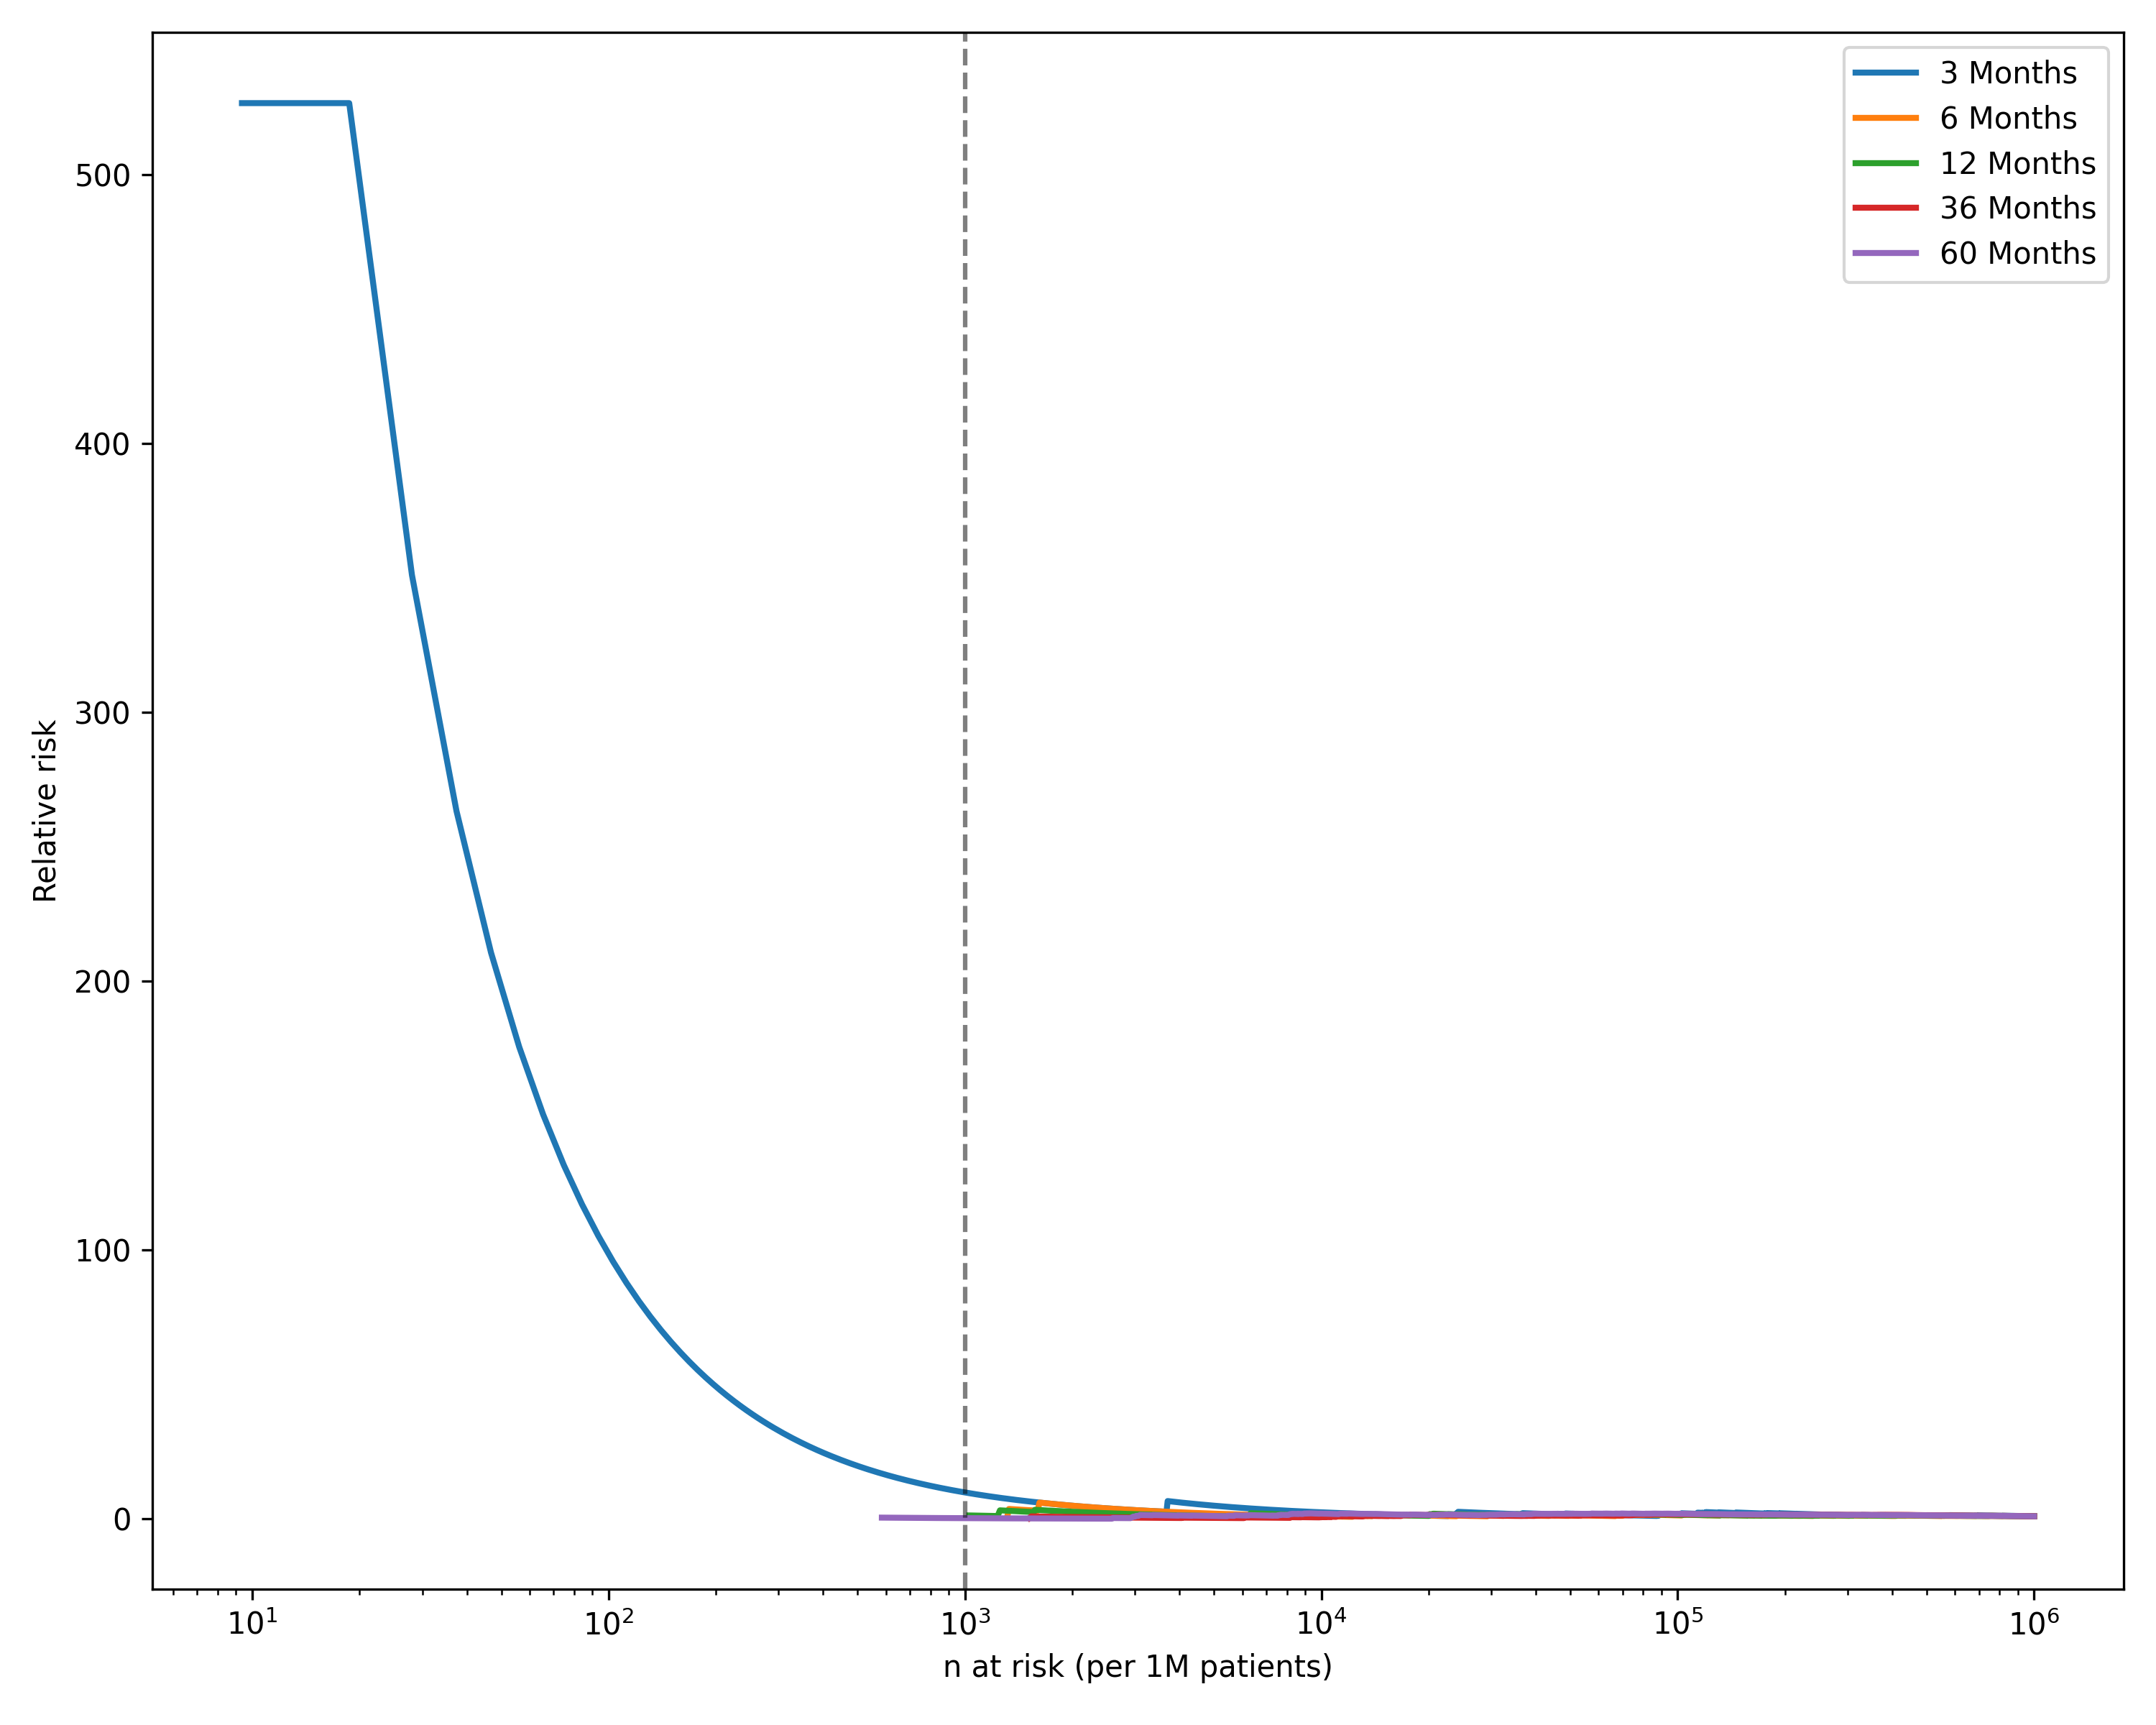 3 Months
6 Months
12 Months
36 Months
60 Months
Relative risk
500
400
300
200
100
0
10¹
10²
10³
10⁴
10⁵
10⁶
n at risk (per 1M patients)